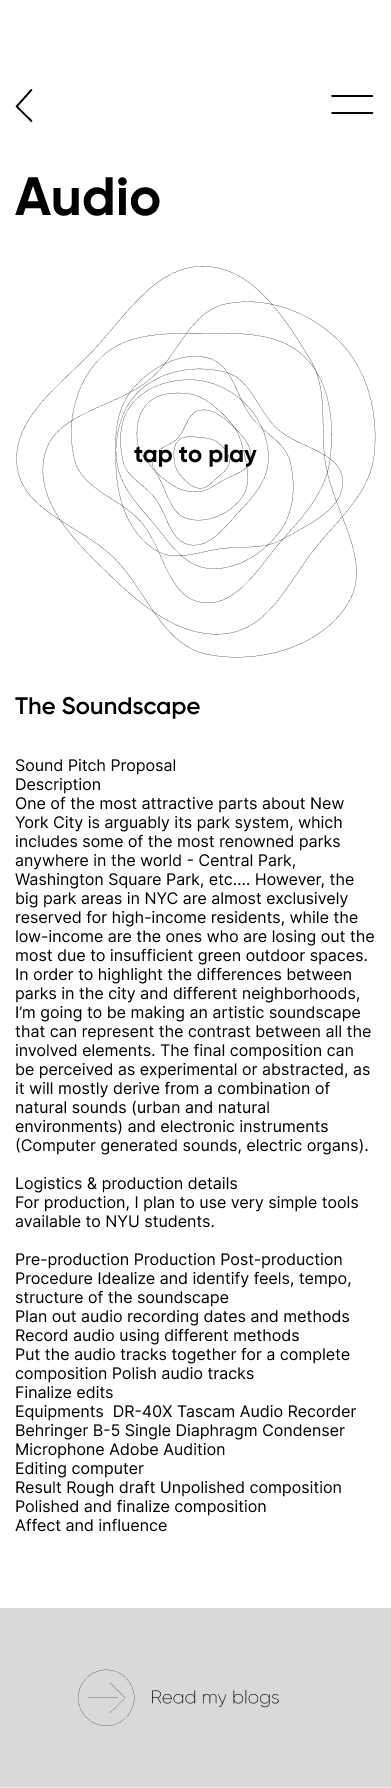 Audio
tap to play
The Soundscape
Sound Pitch Proposal
Description
One of the most attractive parts about New
York City is arguably its park system, which
includes some of the most renowned parks
anywhere in the world - Central Park,
Washington Square Park, etc.... However, the
big park areas in NYC are almost exclusively
reserved for high-income residents, while the
low-income are the ones who are losing out the
most due to insufficient green outdoor spaces.
In order to highlight the differences between
parks in the city and different neighborhoods,
I'm going to be making an artistic soundscape
that can represent the contrast between all the
involved elements. The final composition can
be perceived as experimental or abstracted, as
it will mostly derive from a combination of
natural sounds (urban and natural
environments) and electronic instruments
(Computer generated sounds, electric organs).
Logistics & production details
For production, I plan to use very simple tools
available to NYU students.
Pre-production Production Post-production
Procedure Idealize and identify feels, tempo,
structure of the soundscape
Plan out audio recording dates and methods
Record audio using different methods
Put the audio tracks together for a complete
composition Polish audio tracks
Finalize edits
Equipments  DR-40X Tascam Audio Recorder
Behringer B-5 Single Diaphragm Condenser
Microphone Adobe Audition
Editing computer
Result Rough draft Unpolished composition
Polished and finalize composition
Affect and influence
Read my blogs